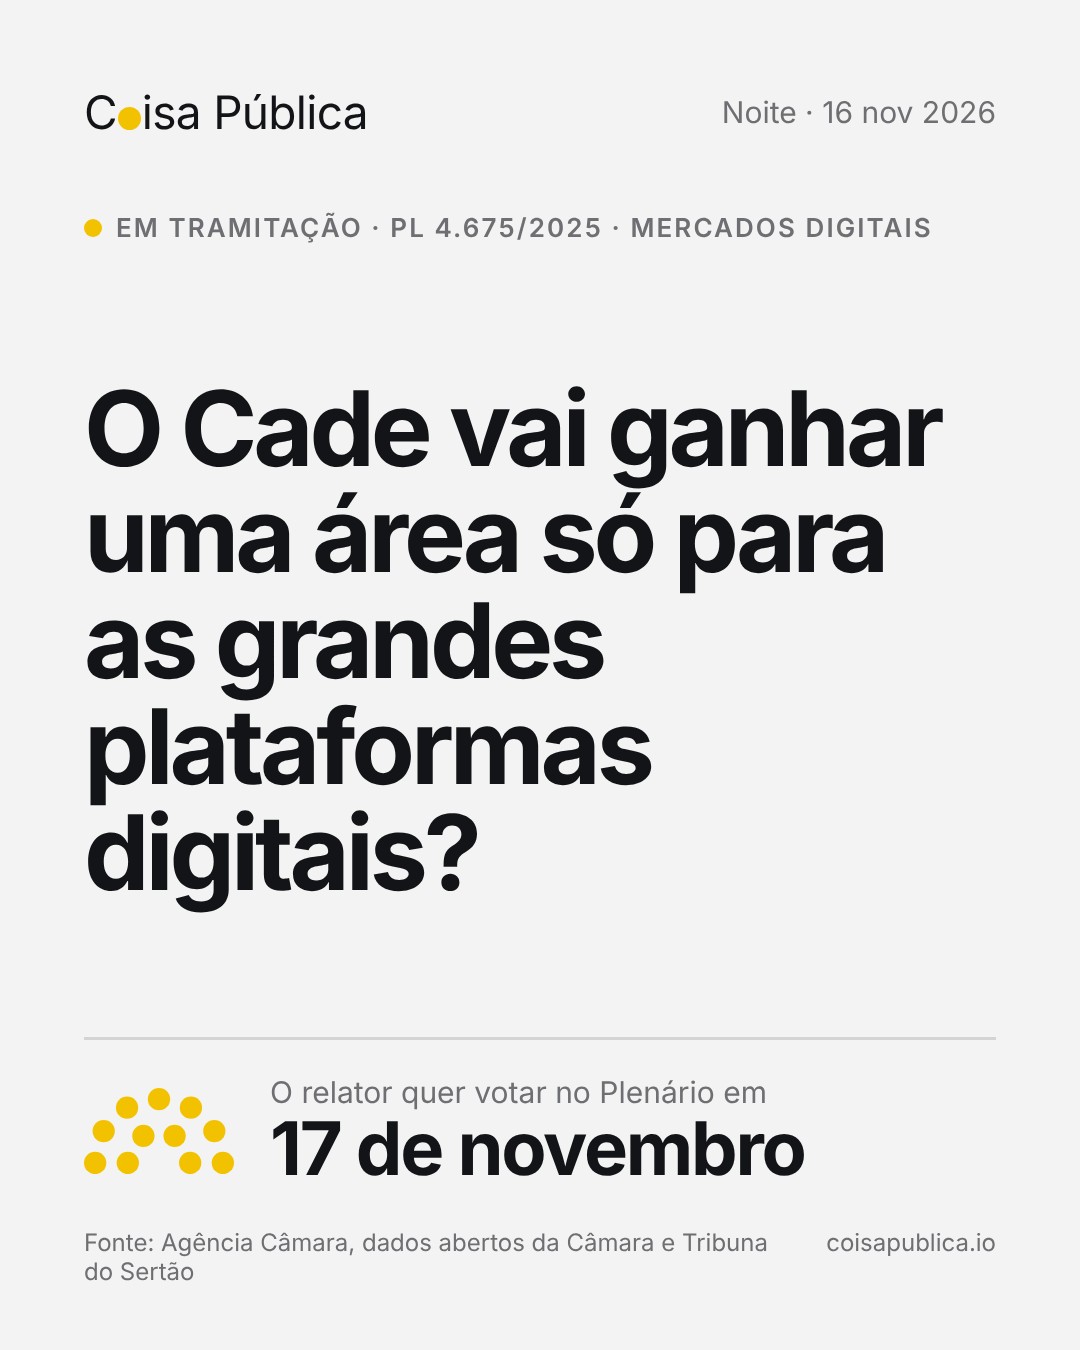 Coisa Pública
Noite · 16 nov 2026
EM TRAMITAÇÃO · PL 4.675/2025 · MERCADOS DIGITAIS
O Cade vai ganhar
uma área só para
as grandes
plataformas
digitais?
O relator quer votar no Plenário em
17 de novembro
Fonte: Agência Câmara, dados abertos da Câmara e Tribuna
do Sertão
coisapublica.io